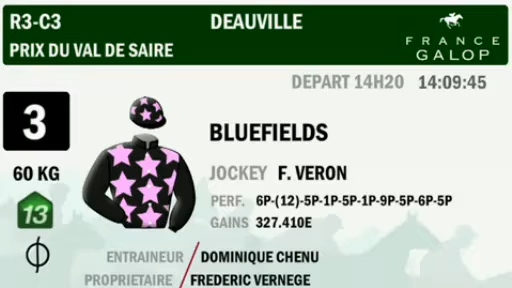 R3-C3 DEAUVILLE
PRIX DU VAL DE SAIRE
FRANCE
GALOP
DEPART 14H20 14:09:45
3 BLUEFIELDS
60 KG JOCKEY F. VERON
PERF. 6P-(12)-5P-1P-5P-1P-9P-5P-6P-5P
13 GAINS 327.410E
ENTRAINEUR DOMINIQUE CHENU
PROPRIETAIRE FREDERIC VERNEGE